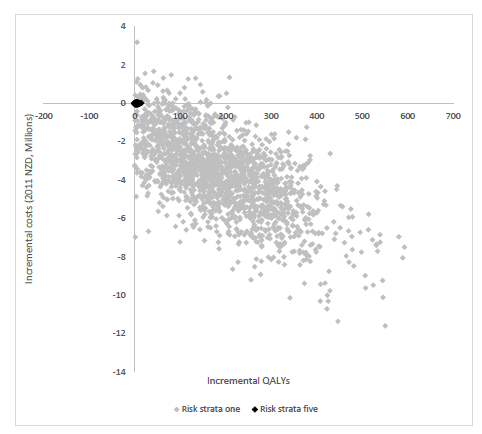 4
2
0
-200 -100 0 100 200 300 400 500 600 700
-2
-4
-6
-8
-10
-12
-14
Incremental costs (2011 NZD, Millions)
Incremental QALYs
Risk strata one Risk strata five